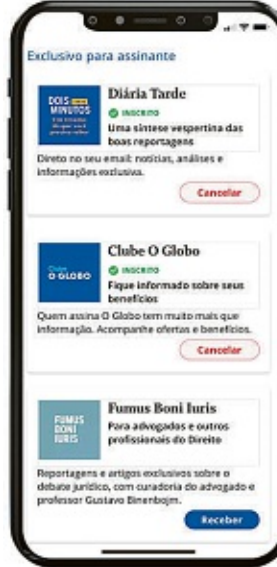 Exclusivo para assinante
DOIS
MINUTOS
Diária Tarde
INSCRITO
Uma síntese vespertina das
boas reportagens
Direto no seu email: notícias, análises e
informações exclusiva.
Cancelar
Clube
O GLOBO
Clube O Globo
INSCRITO
Fique informado sobre seus
benefícios
Quem assina O Globo tem muito mais que
informação. Acompanhe ofertas e benefícios.
Cancelar
FUMUS
BONI
IURIS
Fumus Boni Iuris
Para advogados e outros
profissionais do Direito
Reportagens e artigos exclusivos sobre o
debate jurídico, com curadoria do advogado e
professor Gustavo Binenbojm.
Receber